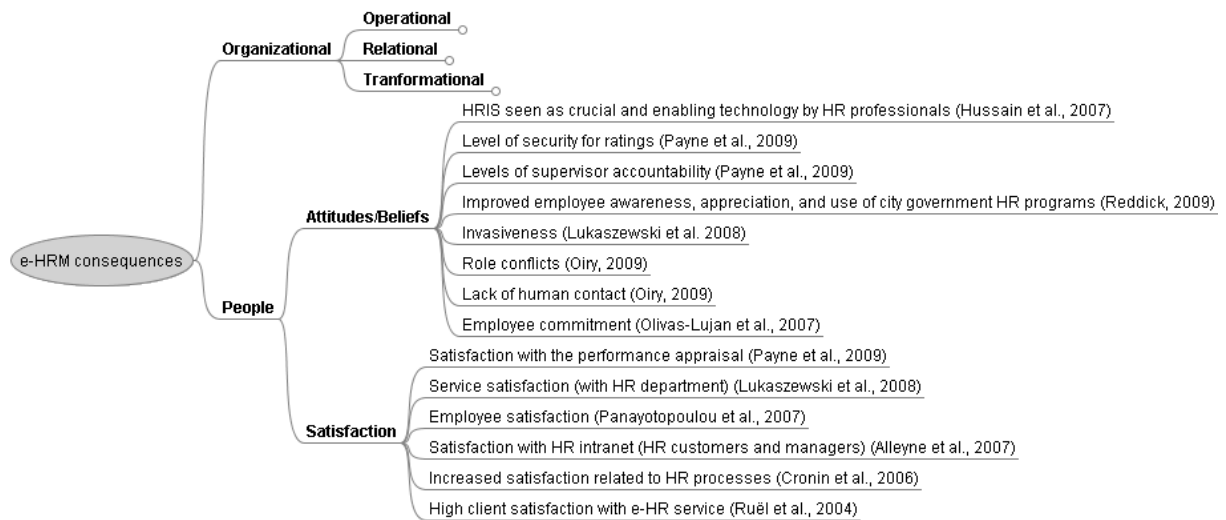 Operational
Organizational
Relational
Tranformational
HRIS seen as crucial and enabling technology by HR professionals (Hussain et al., 2007)
Level of security for ratings (Payne et al., 2009)
Levels of supervisor accountability (Payne et al., 2009)
Improved employee awareness, appreciation, and use of city government HR programs (Reddick, 2009)
Attitudes/Beliefs
Invasiveness (Lukaszewski et al. 2008)
e-HRM consequences
Role conflicts (Oiry, 2009)
Lack of human contact (Oiry, 2009)
People
Employee commitment (Olivas-Lujan et al., 2007)
Satisfaction with the performance appraisal (Payne et al., 2009)
Service satisfaction (with HR department) (Lukaszewski et al., 2008)
Employee satisfaction (Panayotopoulou et al., 2007)
Satisfaction
Satisfaction with HR intranet (HR customers and managers) (Alleyne et al., 2007)
Increased satisfaction related to HR processes (Cronin et al., 2006)
High client satisfaction with e-HR service (Ruël et al., 2004)